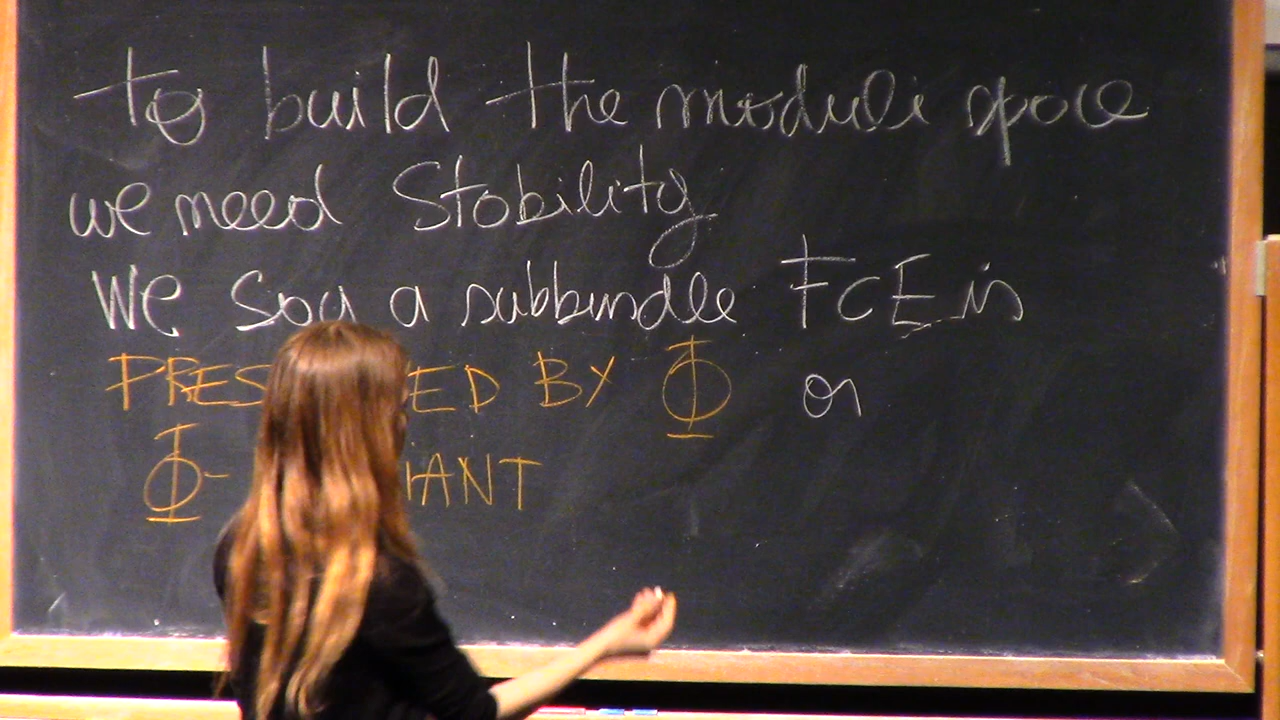 to build the moduli space
we need Stability
We say a subbundle F⊂E is
PRES ED BY Φ or
Φ- IANT